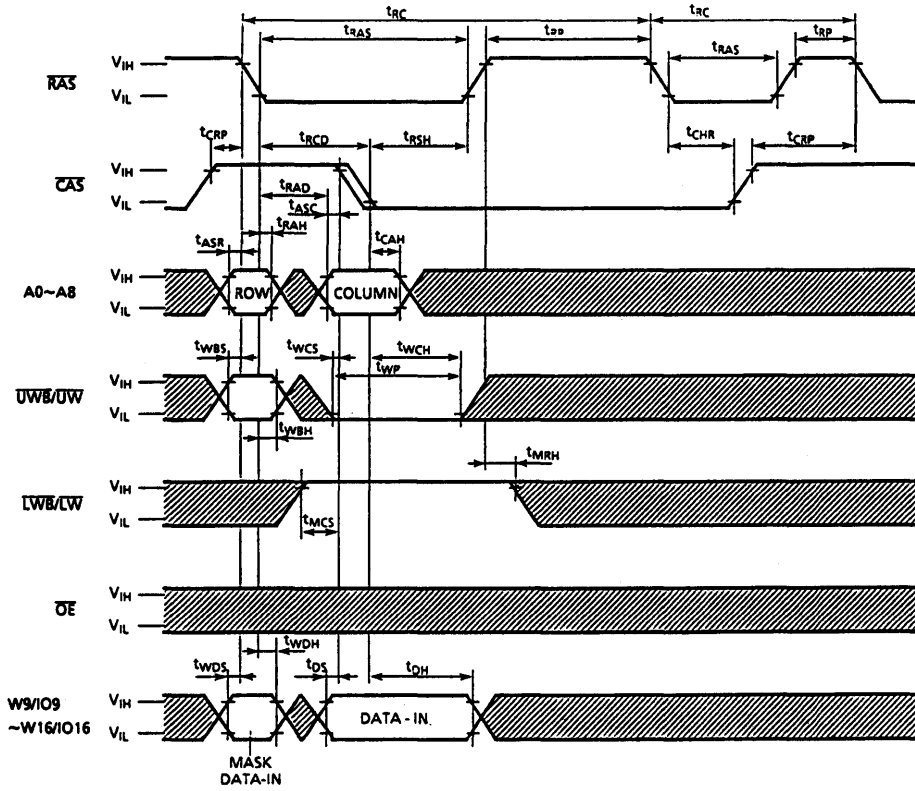 tRC tRC
tRAS tRP tRAS tRP
RAS VIH
VIL
tCRP tRCD tRSH tCHR tCRP
CAS VIH
VIL
tRAD
tASC
tRAH
tASR tCAH
A0~A8 VIH
VIL
ROW COLUMN
tWBS tWCS tWCH
tWP
UWB/UW VIH
VIL
tWBH
tMRH
LWB/LW VIH
VIL
tMCS
OE VIH
VIL
tWDH
tWDS tDS tDH
W9/IO9
~W16/IO16
VIH
VIL
DATA-IN
MASK
DATA-IN